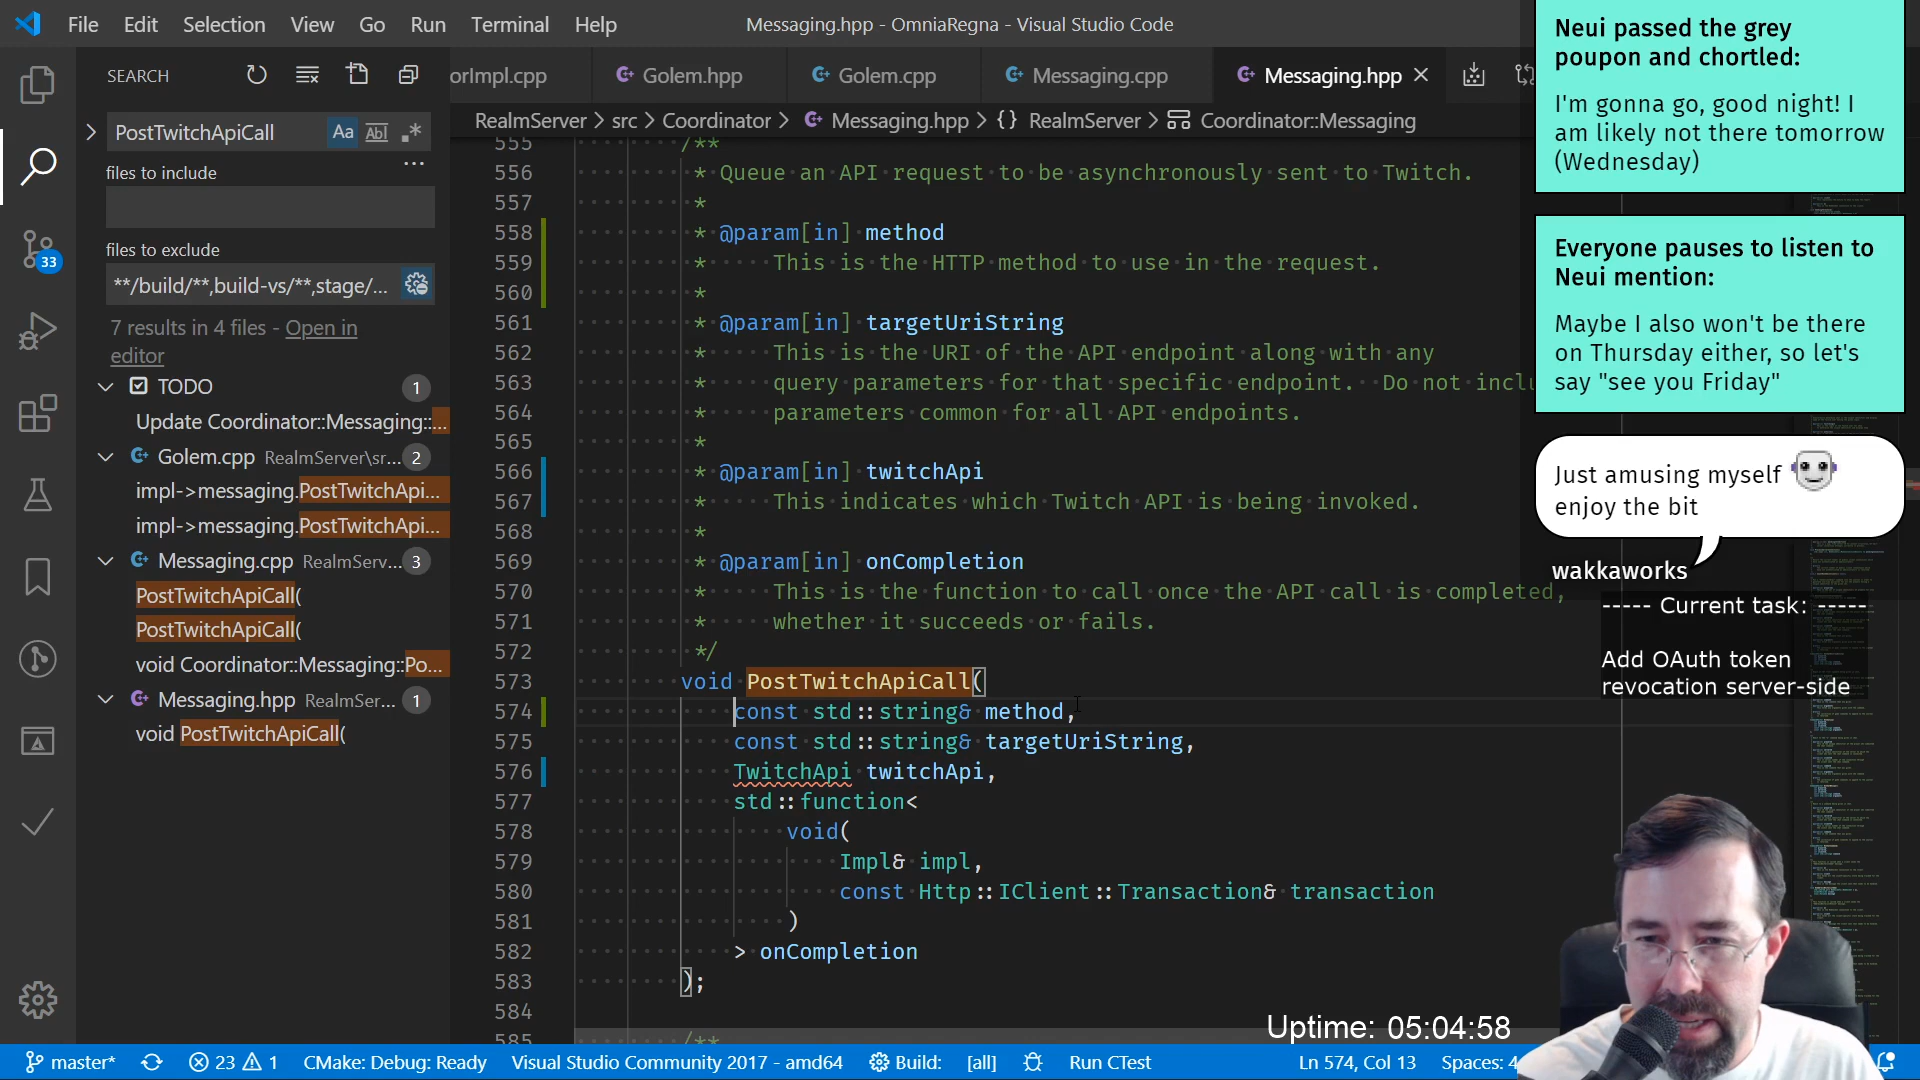 File Edit Selection View Go Run Terminal Help
Messaging.hpp - OmniaRegna - Visual Studio Code
SEARCH
PostTwitchApiCall
Aa Abl .*
files to include
...
files to exclude
**/build/**,build-vs/**,stage/...
7 results in 4 files - Open in
editor
TODO 1
Update Coordinator::Messaging::...
Golem.cpp RealmServer\sr... 2
impl->messaging.PostTwitchApi...
impl->messaging.PostTwitchApi...
Messaging.cpp RealmServ... 3
PostTwitchApiCall(
PostTwitchApiCall(
void Coordinator::Messaging::Po...
Messaging.hpp RealmSer... 1
void PostTwitchApiCall(
33
orImpl.cpp Golem.hpp Golem.cpp Messaging.cpp Messaging.hpp
RealmServer > src > Coordinator > Messaging.hpp > {} RealmServer > Coordinator::Messaging
555 /**
556 * Queue an API request to be asynchronously sent to Twitch.
557 *
558 * @param[in] method
559 * This is the HTTP method to use in the request.
560 *
561 * @param[in] targetUriString
562 * This is the URI of the API endpoint along with any
563 * query parameters for that specific endpoint. Do not inclu
564 * parameters common for all API endpoints.
565 *
566 * @param[in] twitchApi
567 * This indicates which Twitch API is being invoked.
568 *
569 * @param[in] onCompletion
570 * This is the function to call once the API call is completed,
571 * whether it succeeds or fails.
572 */
573 void PostTwitchApiCall(
574 const std::string& method,
575 const std::string& targetUriString,
576 TwitchApi twitchApi,
577 std::function<
578 void(
579 Impl& impl,
580 const Http::IClient::Transaction& transaction
581 )
582 > onCompletion
583 );
584
585 /**
Neui passed the grey
poupon and chortled:
I'm gonna go, good night! I
am likely not there tomorrow
(Wednesday)
Everyone pauses to listen to
Neui mention:
Maybe I also won't be there
on Thursday either, so let's
say "see you Friday"
Just amusing myself
enjoy the bit
wakkaworks
----- Current task: -----
Add OAuth token
revocation server-side
Uptime: 05:04:58
master* 23 1 CMake: Debug: Ready Visual Studio Community 2017 - amd64 Build: [all] Run CTest Ln 574, Col 13 Spaces: 4